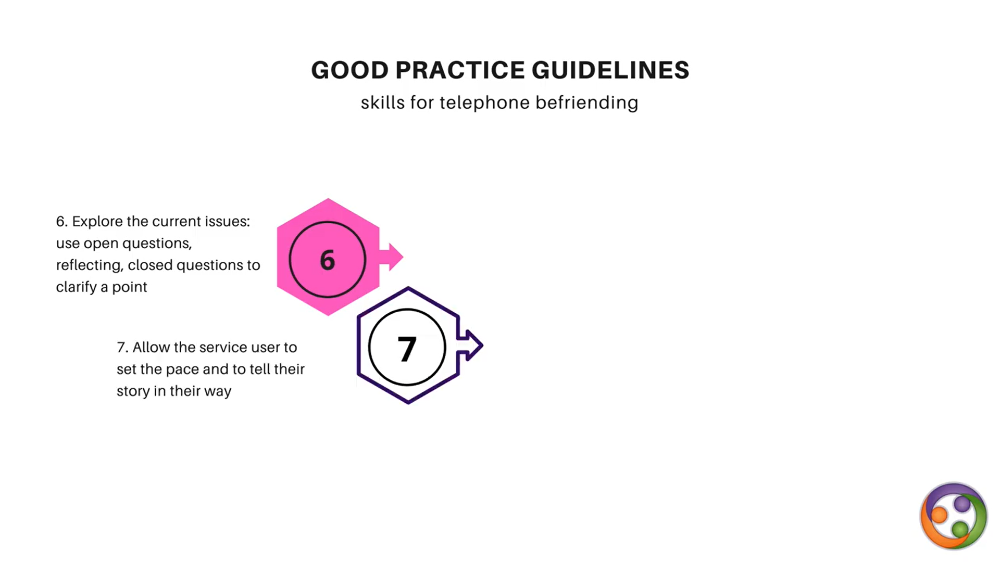 GOOD PRACTICE GUIDELINES
skills for telephone befriending
6. Explore the current issues:
use open questions,
reflecting, closed questions to
clarify a point
6
7. Allow the service user to
set the pace and to tell their
story in their way
7